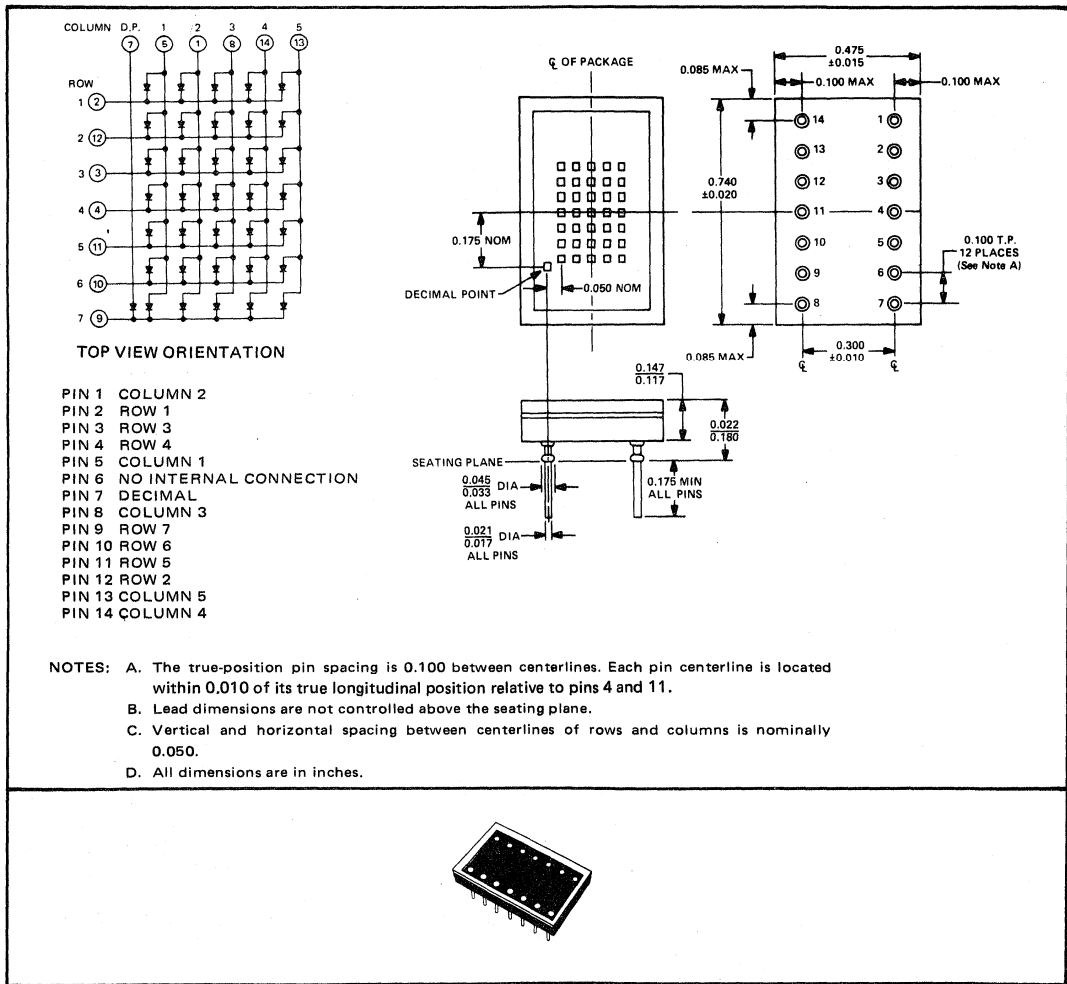 COLUMN D.P. 1 2 3 4 5
7 5 1 8 14 13
ROW
1 2
2 12
3 3
4 4
5 11
6 10
7 9
TOP VIEW ORIENTATION
PIN 1 COLUMN 2
PIN 2 ROW 1
PIN 3 ROW 3
PIN 4 ROW 4
PIN 5 COLUMN 1
PIN 6 NO INTERNAL CONNECTION
PIN 7 DECIMAL
PIN 8 COLUMN 3
PIN 9 ROW 7
PIN 10 ROW 6
PIN 11 ROW 5
PIN 12 ROW 2
PIN 13 COLUMN 5
PIN 14 COLUMN 4
℄ OF PACKAGE
0.175 NOM
DECIMAL POINT
0.050 NOM
0.475
±0.015
0.085 MAX
0.100 MAX
0.100 MAX
14 1
13 2
12 3
11 4
10 5
9 6
8 7
0.740
±0.020
0.100 T.P.
12 PLACES
(See Note A)
0.085 MAX
0.300
±0.010
℄ ℄
0.147
0.117
0.022
0.180
SEATING PLANE
0.045
0.033 DIA
ALL PINS
0.175 MIN
ALL PINS
0.021
0.017 DIA
ALL PINS
NOTES: A. The true-position pin spacing is 0.100 between centerlines. Each pin centerline is located
within 0.010 of its true longitudinal position relative to pins 4 and 11.
B. Lead dimensions are not controlled above the seating plane.
C. Vertical and horizontal spacing between centerlines of rows and columns is nominally
0.050.
D. All dimensions are in inches.